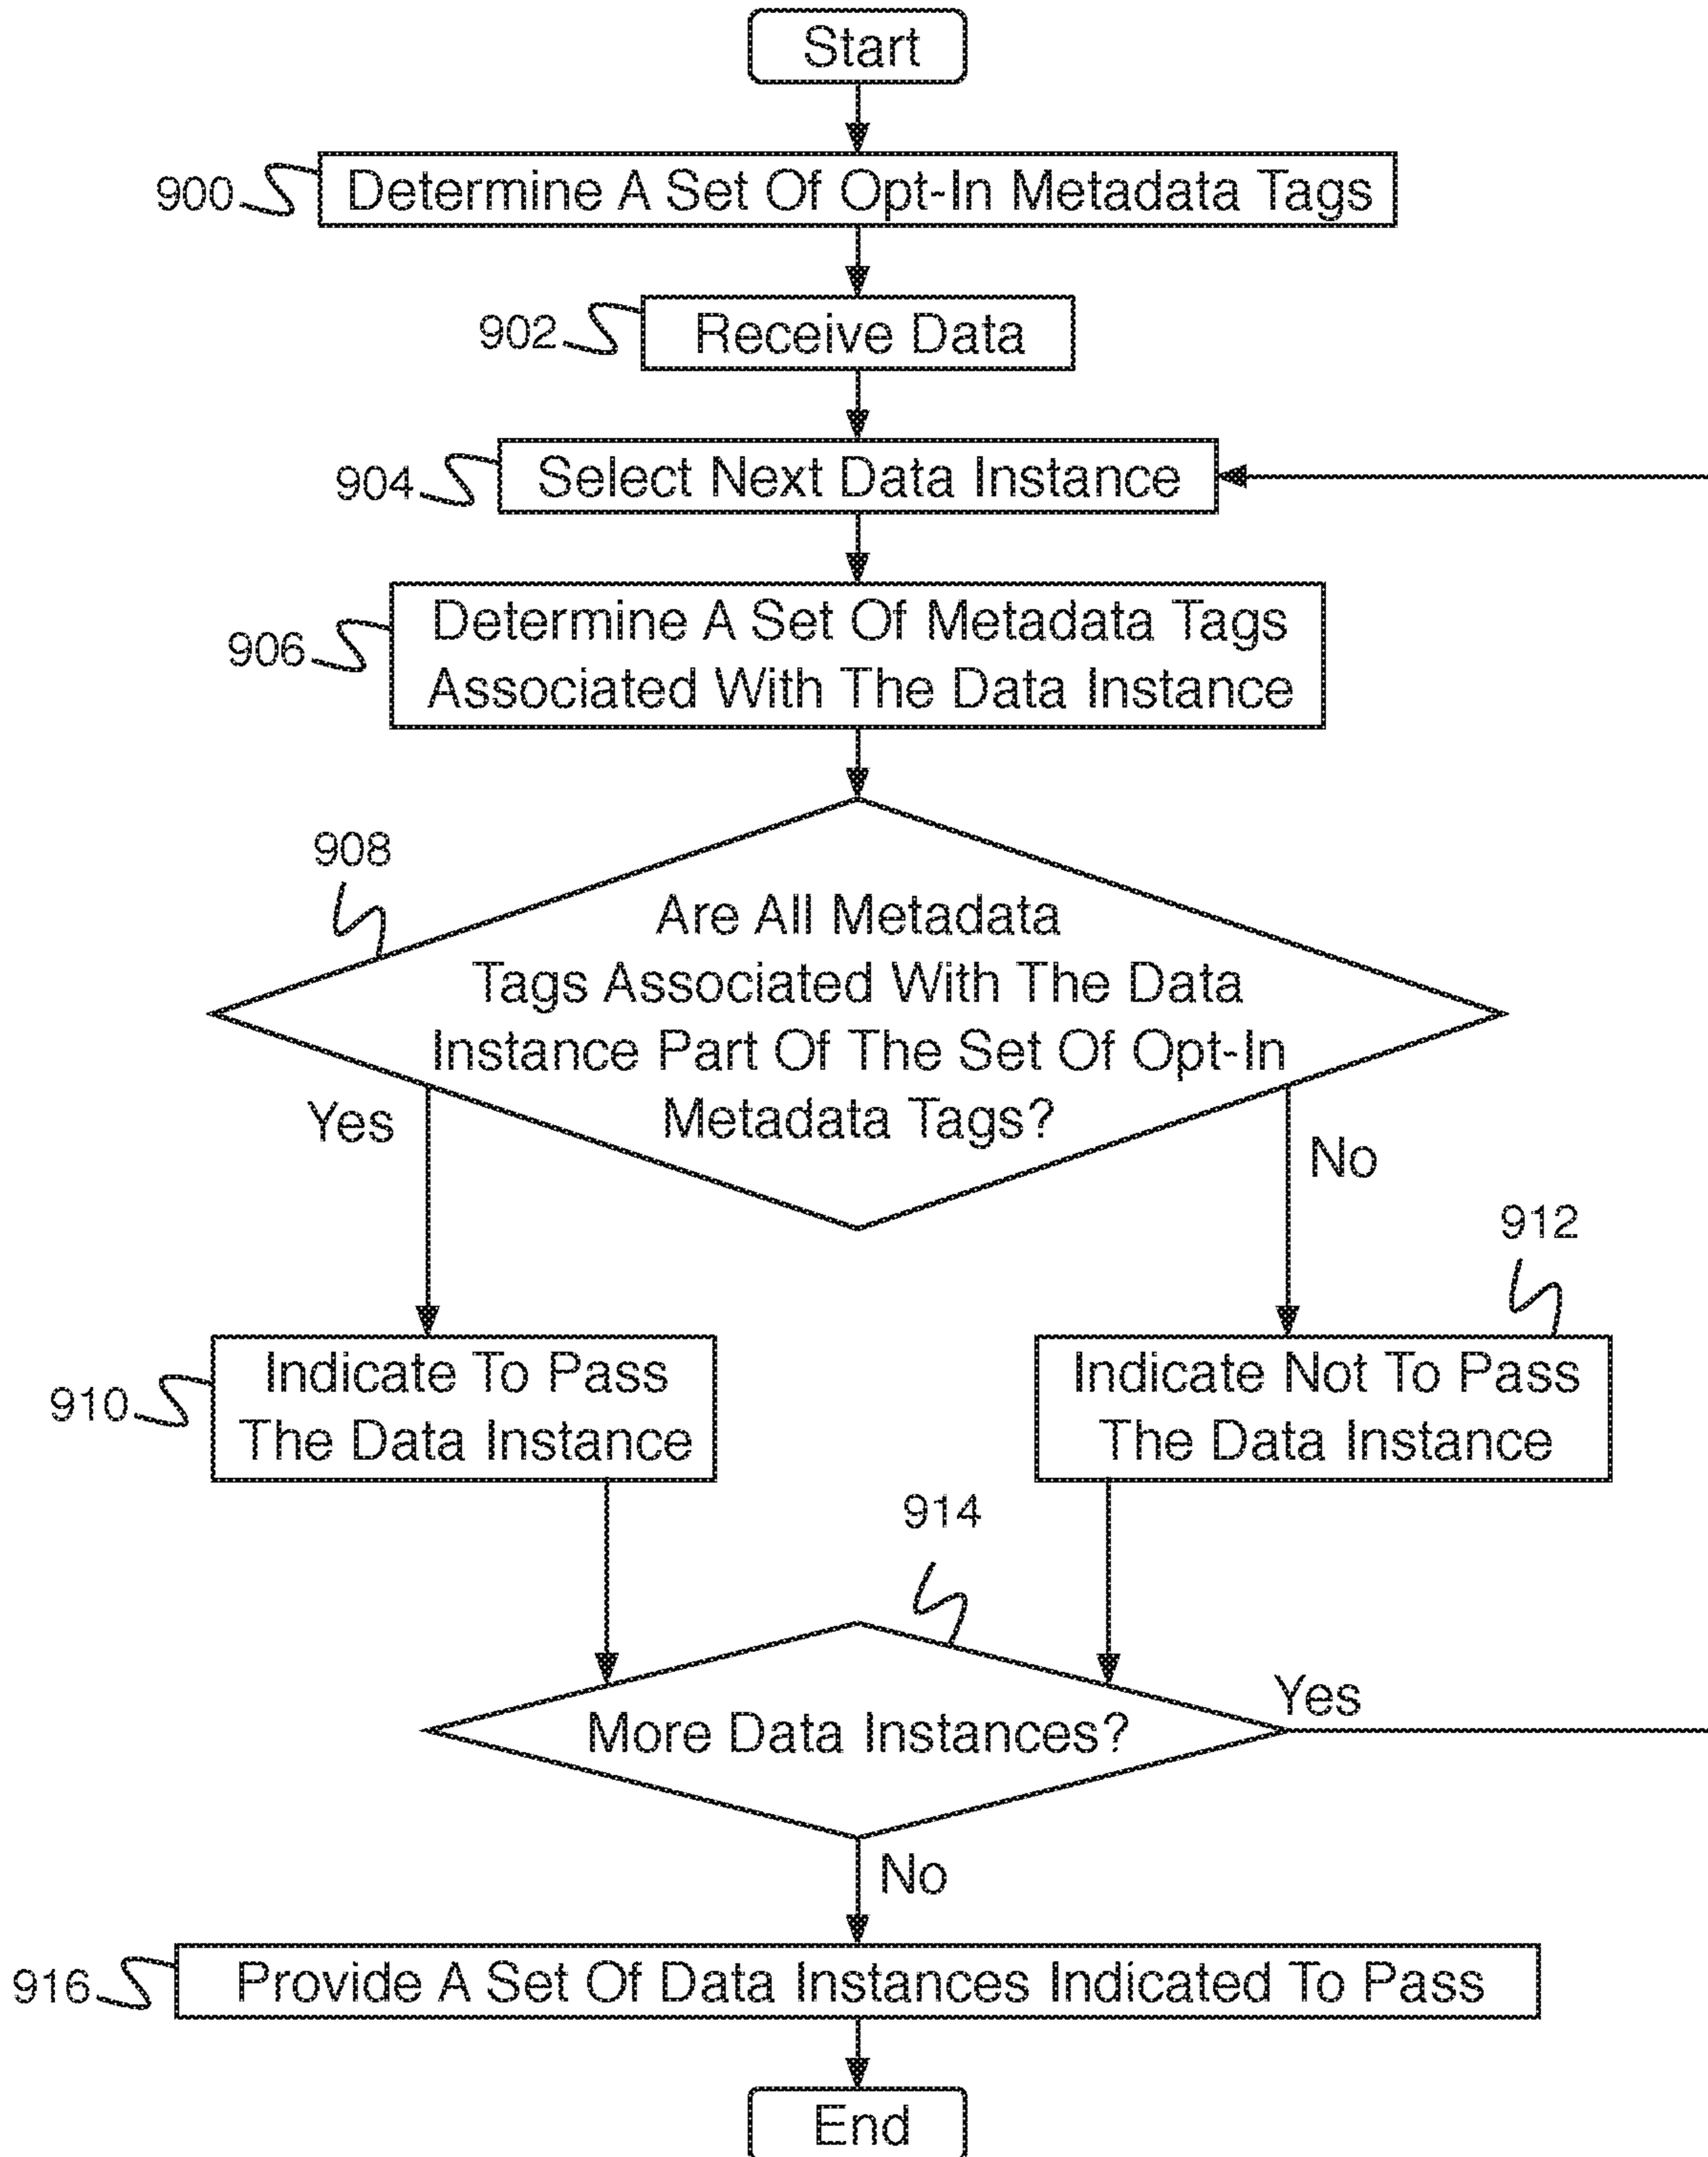 Start
900
Determine A Set Of Opt-In Metadata Tags
902
Receive Data
904
Select Next Data Instance
906
Determine A Set Of Metadata Tags
Associated With The Data Instance
908
Are All Metadata
Tags Associated With The Data
Instance Part Of The Set Of Opt-In
Metadata Tags?
Yes
No
912
910
Indicate To Pass
The Data Instance
Indicate Not To Pass
The Data Instance
914
More Data Instances?
Yes
No
916
Provide A Set Of Data Instances Indicated To Pass
End